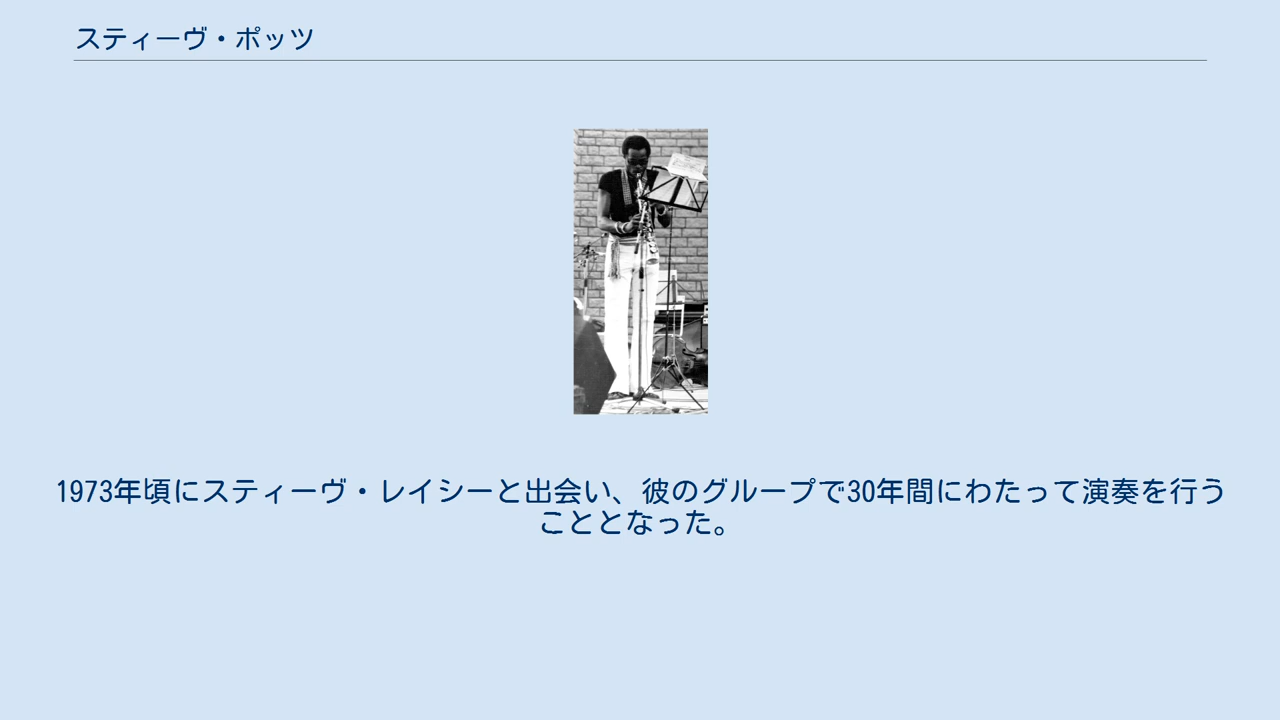 スティーヴ・ポッツ
1973年頃にスティーヴ・レイシーと出会い、彼のグループで30年間にわたって演奏を行う
こととなった。